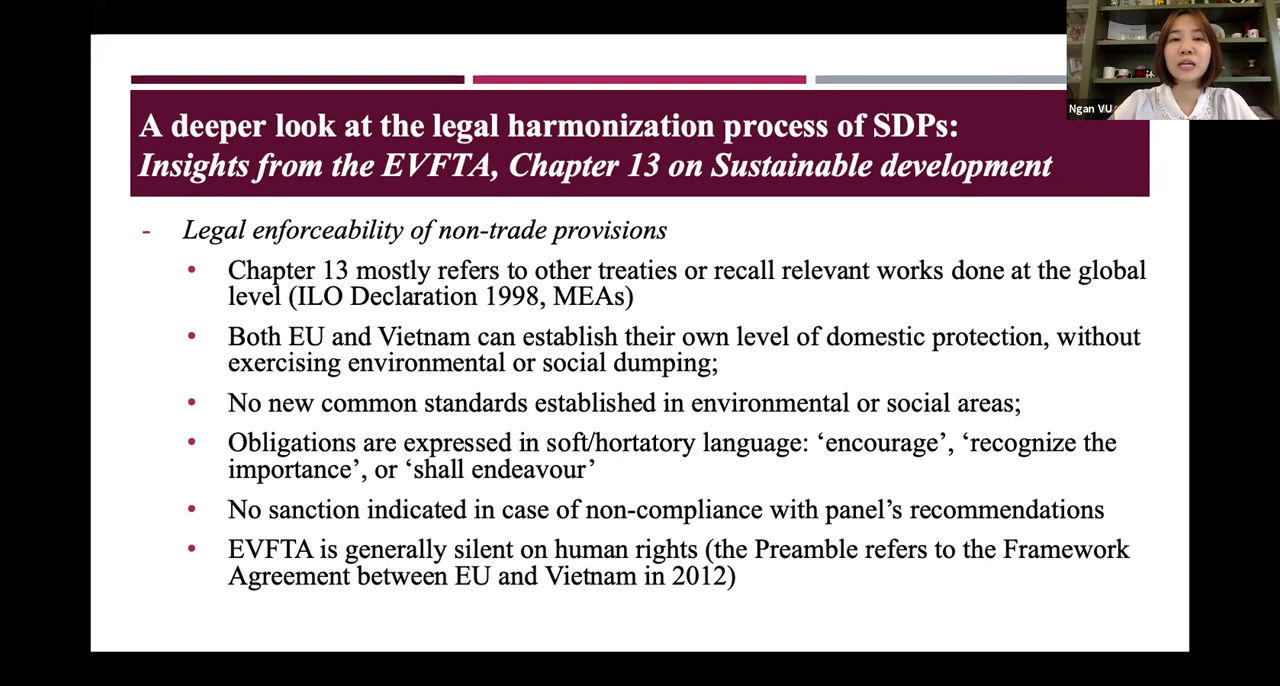 A deeper look at the legal harmonization process of SDPs:
Insights from the EVFTA, Chapter 13 on Sustainable development
Ngan VU
- Legal enforceability of non-trade provisions
• Chapter 13 mostly refers to other treaties or recall relevant works done at the global
level (ILO Declaration 1998, MEAs)
• Both EU and Vietnam can establish their own level of domestic protection, without
exercising environmental or social dumping;
• No new common standards established in environmental or social areas;
• Obligations are expressed in soft/hortatory language: ‘encourage’, ‘recognize the
importance’, or ‘shall endeavour’
• No sanction indicated in case of non-compliance with panel’s recommendations
• EVFTA is generally silent on human rights (the Preamble refers to the Framework
Agreement between EU and Vietnam in 2012)